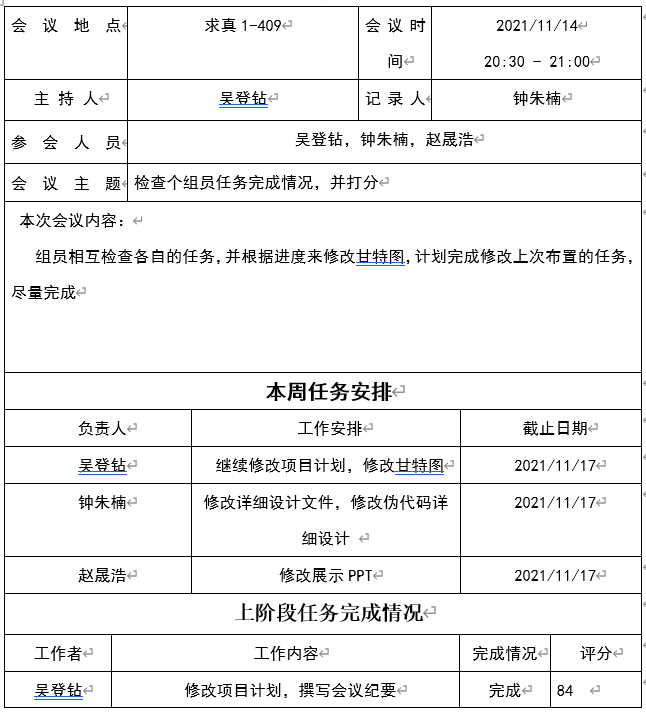 会议地点 求真1-409 会议时间 2021/11/14
20:30 - 21:00
主持人 吴登钻 记录人 钟朱楠
参会人员 吴登钻，钟朱楠，赵晟浩
会议主题 检查个组员任务完成情况，并打分
本次会议内容：
组员相互检查各自的任务，并根据进度来修改甘特图，计划完成修改上次布置的任务，
尽量完成
本周任务安排
负责人 工作安排 截止日期
吴登钻 继续修改项目计划，修改甘特图 2021/11/17
钟朱楠 修改详细设计文件，修改伪代码详 2021/11/17
细设计
赵晟浩 修改展示PPT 2021/11/17
上阶段任务完成情况
工作者 工作内容 完成情况 评分
吴登钻 修改项目计划，撰写会议纪要 完成 84